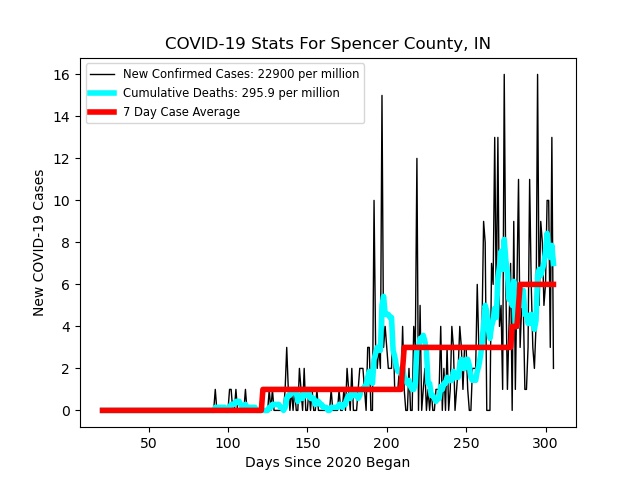 COVID-19 Stats For Spencer County, IN
New Confirmed Cases: 22900 per million
Cumulative Deaths: 295.9 per million
7 Day Case Average
New COVID-19 Cases
16
14
12
10
8
6
4
2
0
50 100 150 200 250 300
Days Since 2020 Began